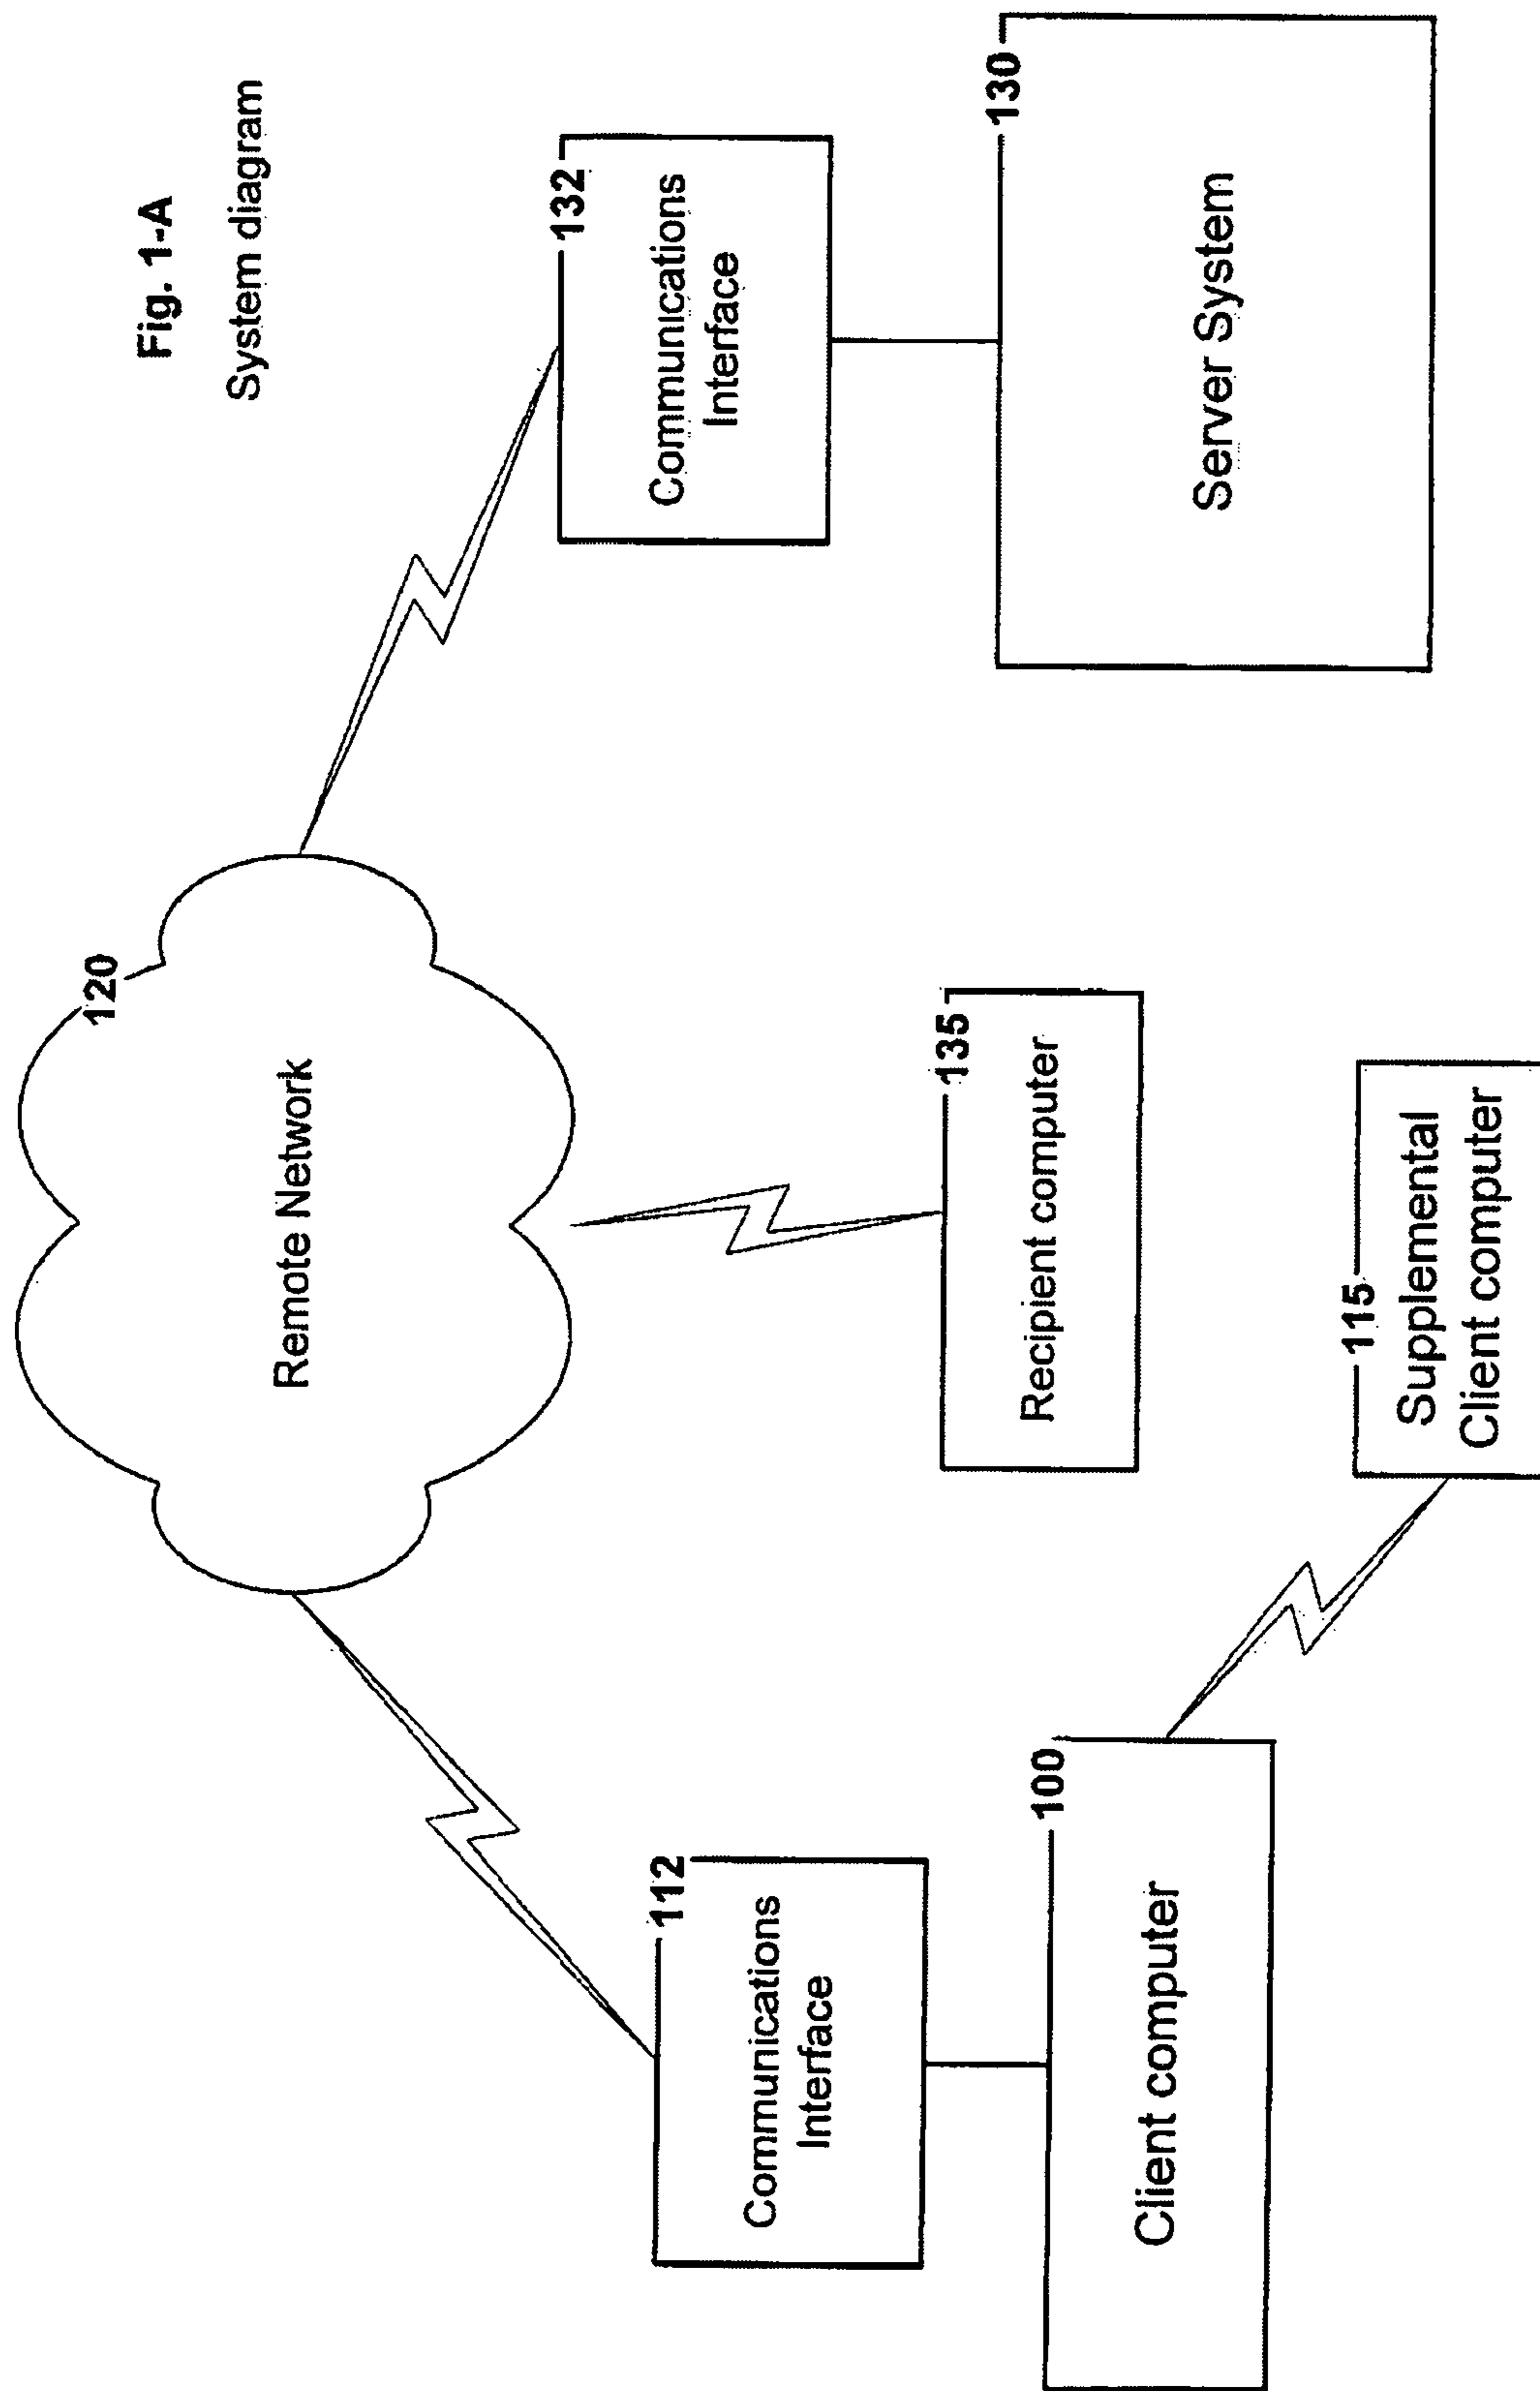 Fig. 1-A
System diagram
120
Remote Network
132
Communications
Interface
112
Communications
Interface
135
Recipient computer
130
Server System
100
Client computer
115
Supplemental
Client computer